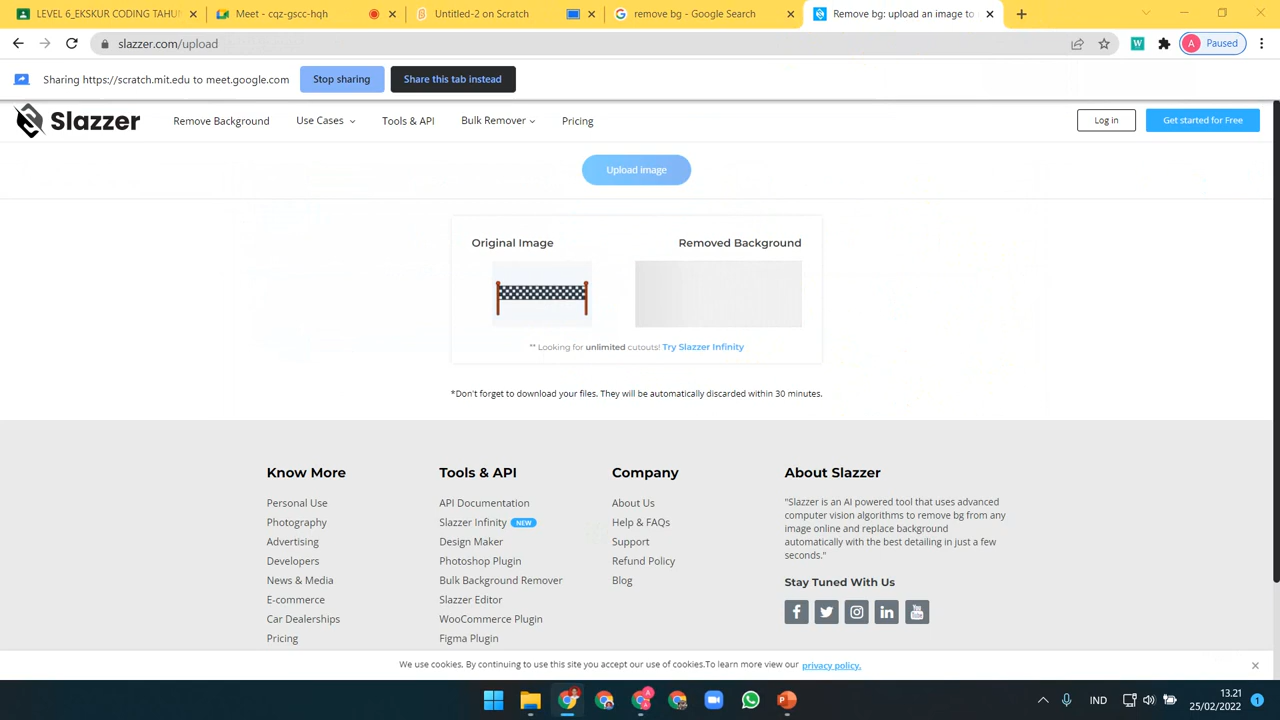 LEVEL 6_EKSKUR CODING TAHUN
Meet - cqz-gscc-hqh
Untitled-2 on Scratch
remove bg - Google Search
Remove bg: upload an image to
slazzer.com/upload
W
A
Paused
Sharing https://scratch.mit.edu to meet.google.com
Stop sharing
Share this tab instead
Slazzer
Remove Background
Use Cases
Tools & API
Bulk Remover
Pricing
Log in
Get started for Free
Upload image
Original Image
Removed Background
** Looking for unlimited cutouts! Try Slazzer Infinity
*Don't forget to download your files. They will be automatically discarded within 30 minutes.
Know More
Personal Use
Photography
Advertising
Developers
News & Media
E-commerce
Car Dealerships
Pricing
Tools & API
API Documentation
Slazzer Infinity NEW
Design Maker
Photoshop Plugin
Bulk Background Remover
Slazzer Editor
WooCommerce Plugin
Figma Plugin
Company
About Us
Help & FAQs
Support
Refund Policy
Blog
About Slazzer
"Slazzer is an AI powered tool that uses advanced
computer vision algorithms to remove bg from any
image online and replace background
automatically with the best detailing in just a few
seconds."
Stay Tuned With Us
We use cookies. By continuing to use this site you accept our use of cookies.To learn more view our privacy policy.
IND
13.21
25/02/2022
1